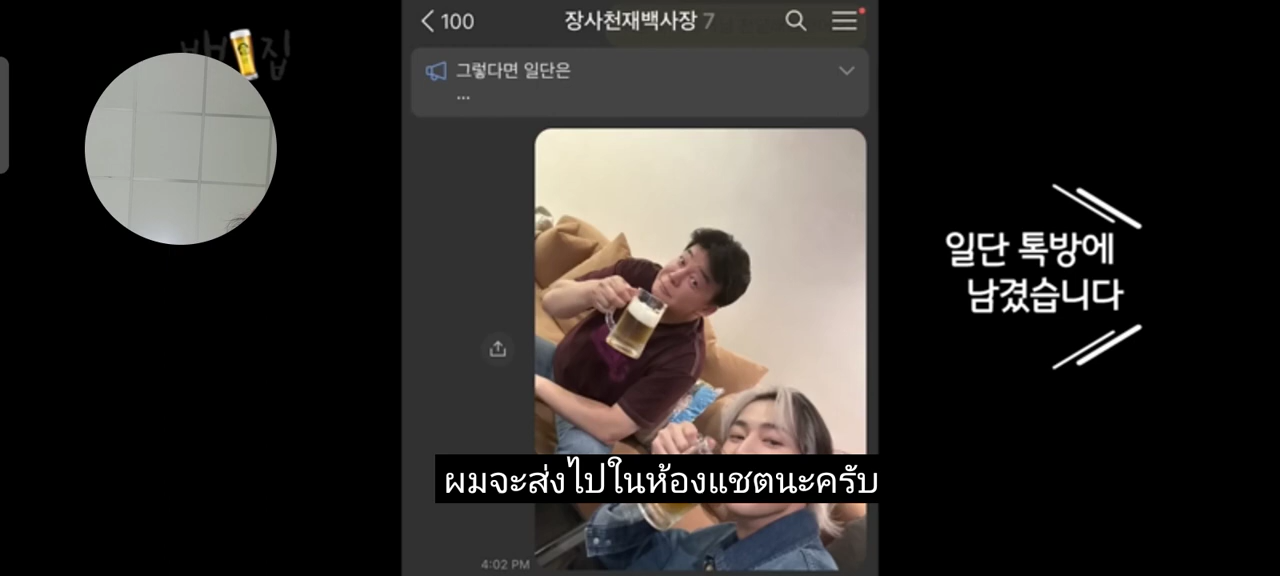 백 집
100
장사천재백사장 7
그렇다면 일단은
...
일단 톡방에
남겼습니다
ผมจะส่งไปในห้องแชตนะครับ
4:02 PM